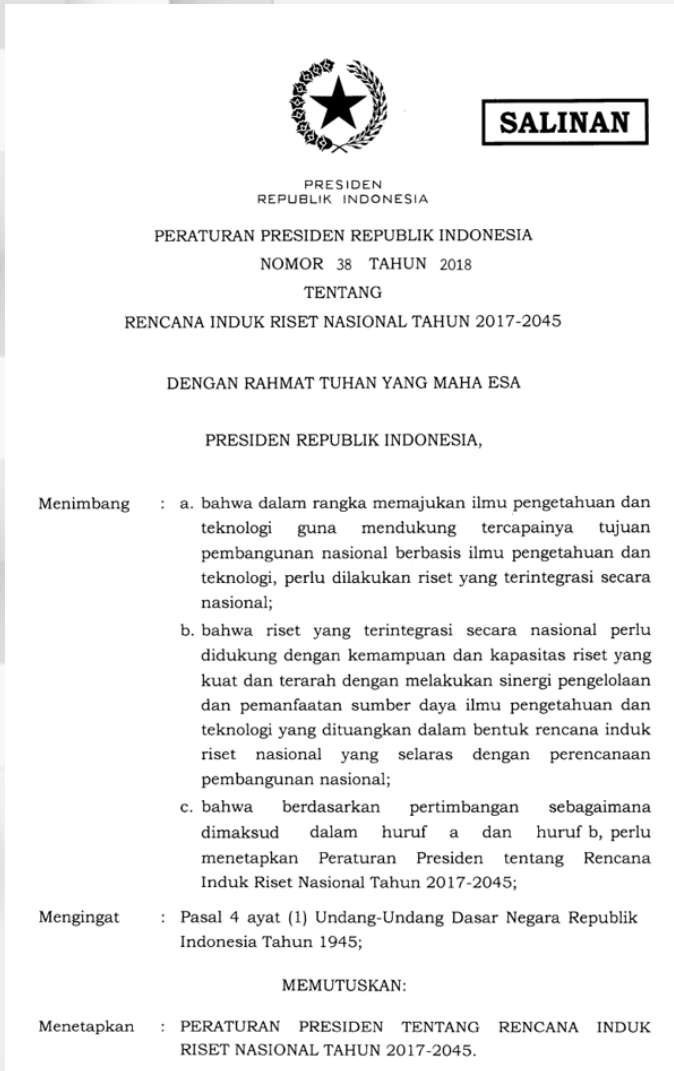 SALINAN
PRESIDEN
REPUBLIK INDONESIA
PERATURAN PRESIDEN REPUBLIK INDONESIA
NOMOR 38 TAHUN 2018
TENTANG
RENCANA INDUK RISET NASIONAL TAHUN 2017-2045
DENGAN RAHMAT TUHAN YANG MAHA ESA
PRESIDEN REPUBLIK INDONESIA,
Menimbang : a. bahwa dalam rangka memajukan ilmu pengetahuan dan
teknologi guna mendukung tercapainya tujuan
pembangunan nasional berbasis ilmu pengetahuan dan
teknologi, perlu dilakukan riset yang terintegrasi secara
nasional;
b. bahwa riset yang terintegrasi secara nasional perlu
didukung dengan kemampuan dan kapasitas riset yang
kuat dan terarah dengan melakukan sinergi pengelolaan
dan pemanfaatan sumber daya ilmu pengetahuan dan
teknologi yang dituangkan dalam bentuk rencana induk
riset nasional yang selaras dengan perencanaan
pembangunan nasional;
c. bahwa berdasarkan pertimbangan sebagaimana
dimaksud dalam huruf a dan huruf b, perlu
menetapkan Peraturan Presiden tentang Rencana
Induk Riset Nasional Tahun 2017-2045;
Mengingat : Pasal 4 ayat (1) Undang-Undang Dasar Negara Republik
Indonesia Tahun 1945;
MEMUTUSKAN:
Menetapkan : PERATURAN PRESIDEN TENTANG RENCANA INDUK
RISET NASIONAL TAHUN 2017-2045.